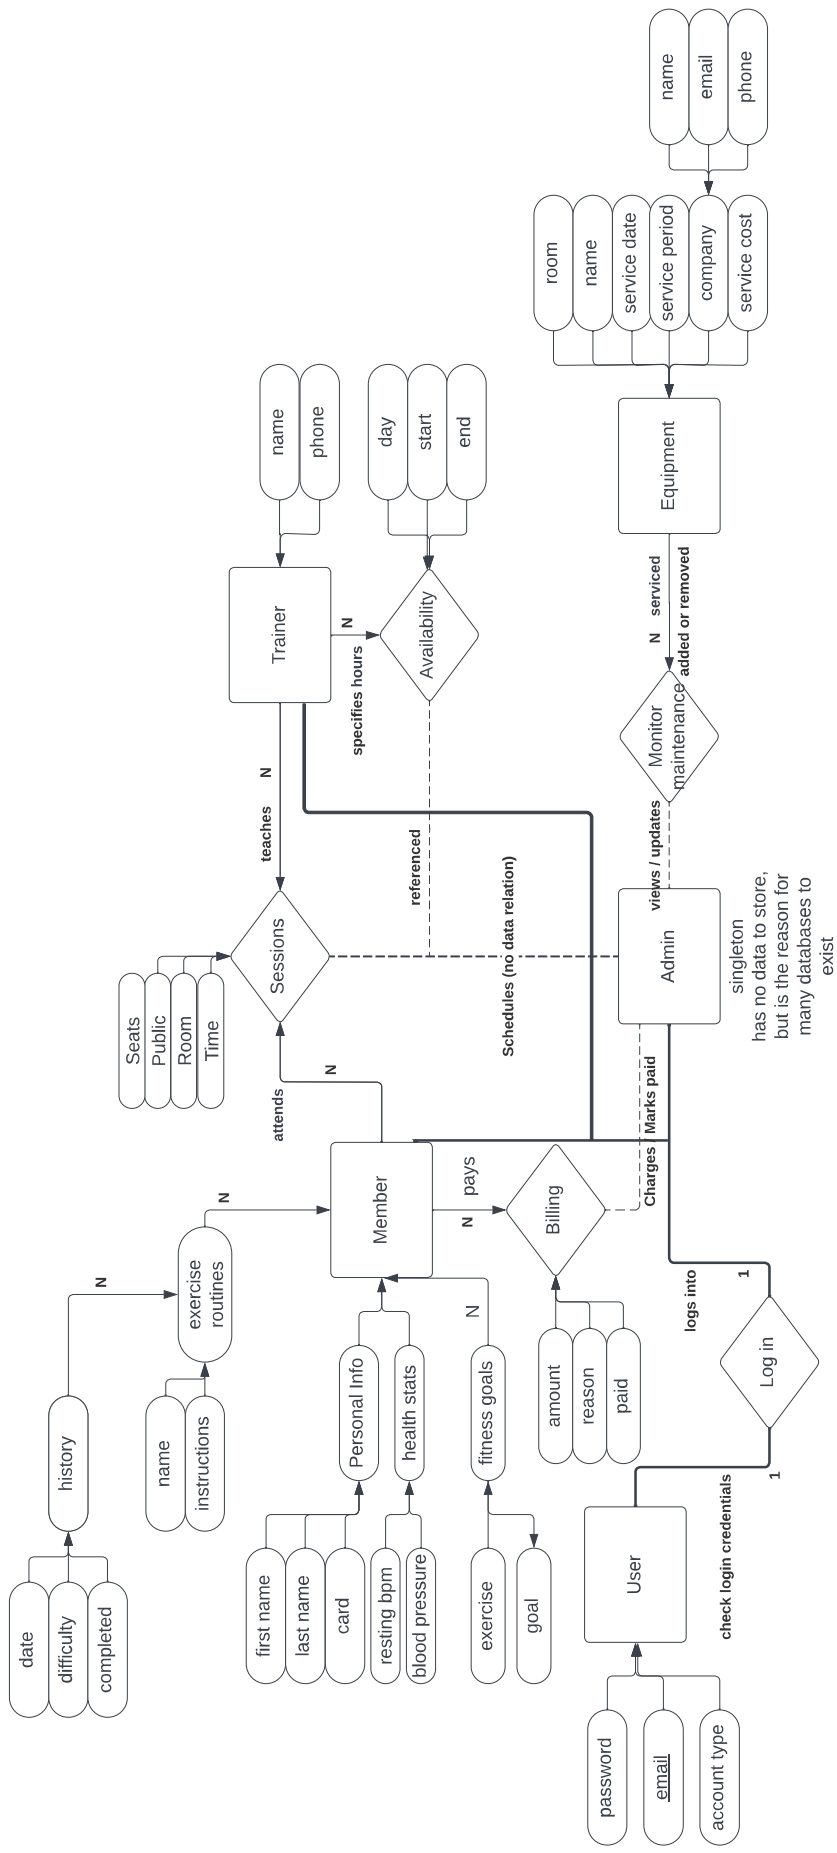 date
difficulty
completed
history
N
name
instructions
exercise
routines
N
Seats
Public
Room
Time
first name
last name
card
Personal Info
resting bpm
blood pressure
health stats
exercise
goal
fitness goals
N
Member
attends
N
Sessions
teaches
N
Trainer
name
phone
specifies hours
N
Availability
day
start
end
referenced
Schedules (no data relation)
pays
N
Billing
amount
reason
paid
Charges / Marks paid
password
email
account type
User
check login credentials
1
Log in
logs into
1
Admin
singleton
has no data to store,
but is the reason for
many databases to
exist
views / updates
Monitor
maintenance
N
serviced
added or removed
Equipment
room
name
service date
service period
company
service cost
name
email
phone